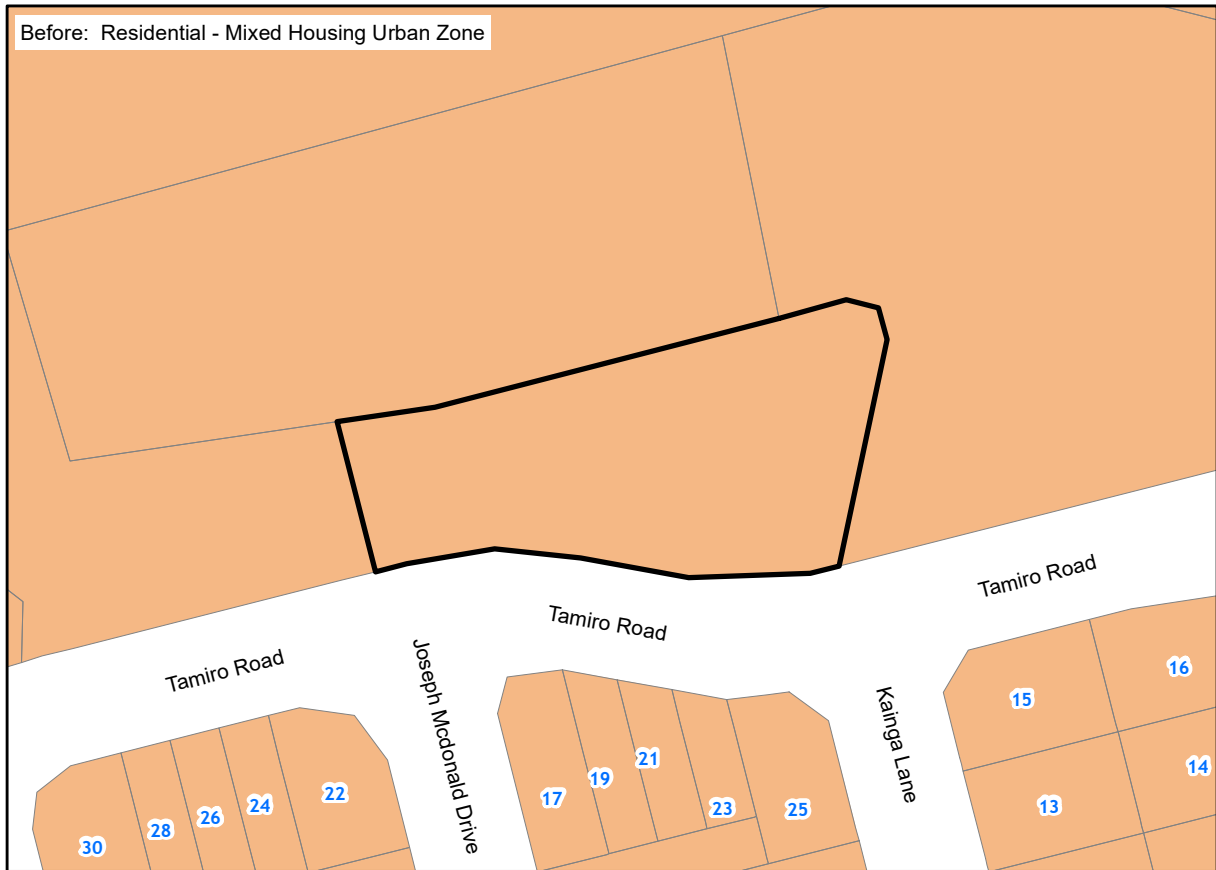 Before:  Residential - Mixed Housing Urban Zone
Tamiro Road
Tamiro Road
Tamiro Road
Joseph Mcdonald Drive
Kainga Lane
16
15
14
13
22
24
26
28
30
17
19
21
23
25